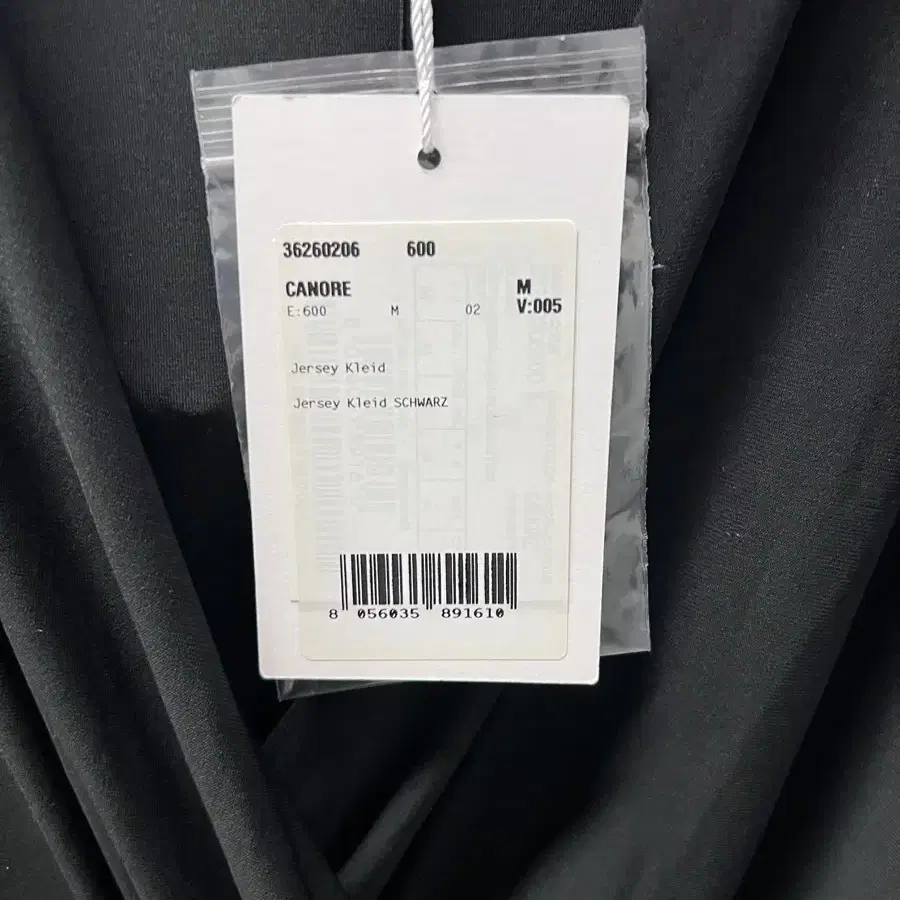 36260206 600
CANORE M
E:600 M 02 V:005
Jersey Kleid
Jersey Kleid SCHWARZ
8 056035 891610